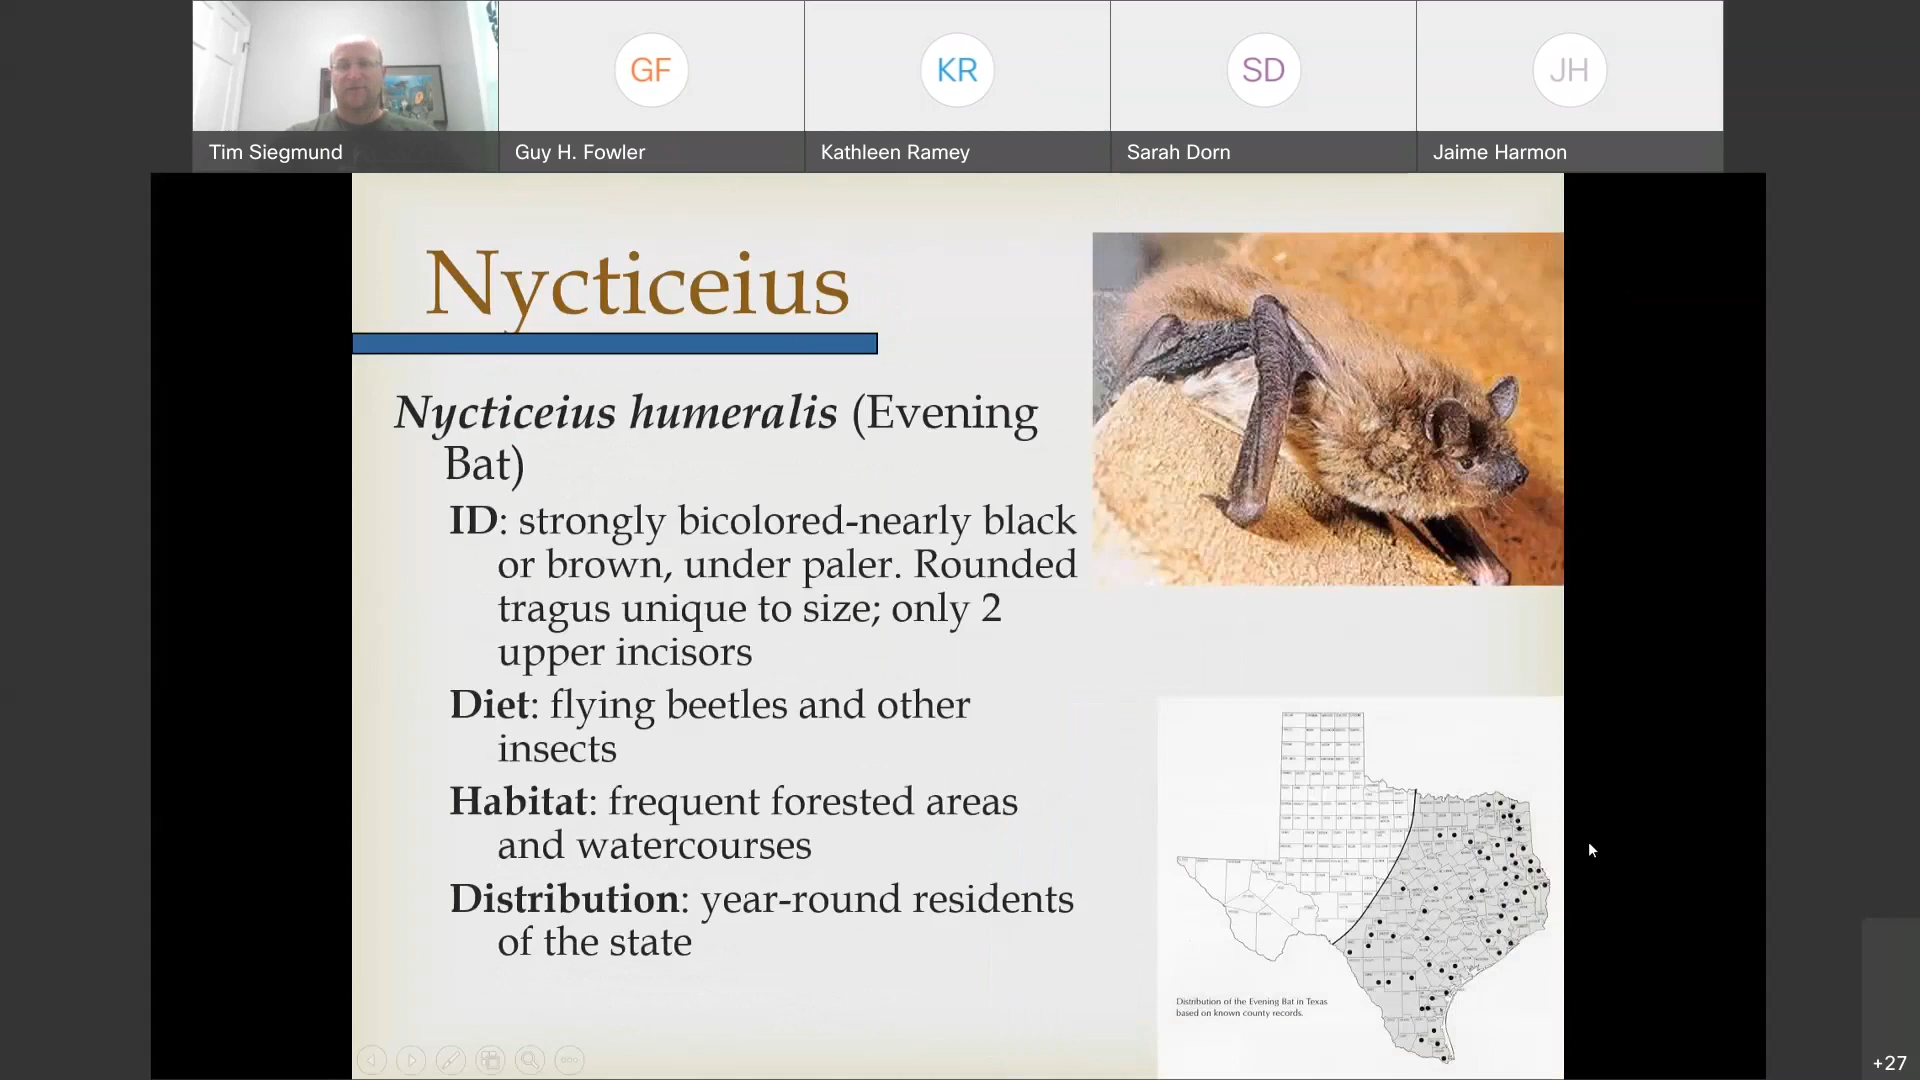 GF
KR
SD
JH
Tim Siegmund
Guy H. Fowler
Kathleen Ramey
Sarah Dorn
Jaime Harmon
Nycticeius
Nycticeius humeralis (Evening
Bat)
ID: strongly bicolored-nearly black
or brown, under paler. Rounded
tragus unique to size; only 2
upper incisors
Diet: flying beetles and other
insects
Habitat: frequent forested areas
and watercourses
Distribution: year-round residents
of the state
Distribution of the Evening Bat in Texas
based on known county records.
+27